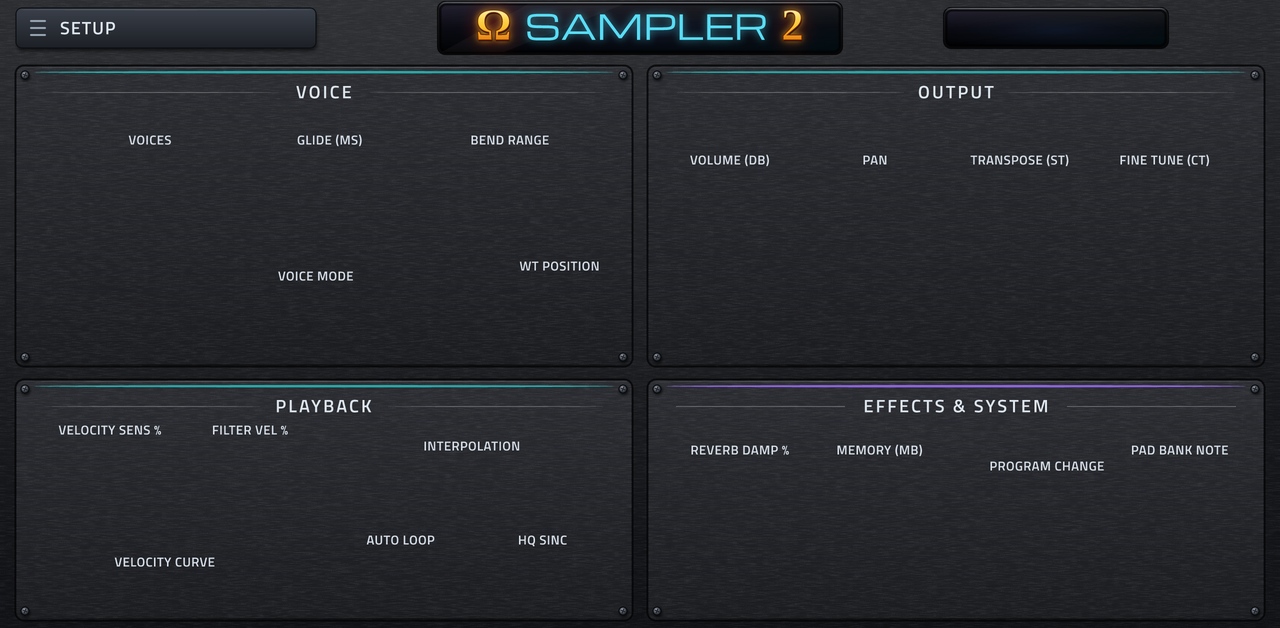 SETUP
Ω SAMPLER 2
VOICE
VOICES
GLIDE (MS)
BEND RANGE
VOICE MODE
WT POSITION
OUTPUT
VOLUME (DB)
PAN
TRANSPOSE (ST)
FINE TUNE (CT)
PLAYBACK
VELOCITY SENS %
FILTER VEL %
INTERPOLATION
AUTO LOOP
HQ SINC
VELOCITY CURVE
EFFECTS & SYSTEM
REVERB DAMP %
MEMORY (MB)
PROGRAM CHANGE
PAD BANK NOTE